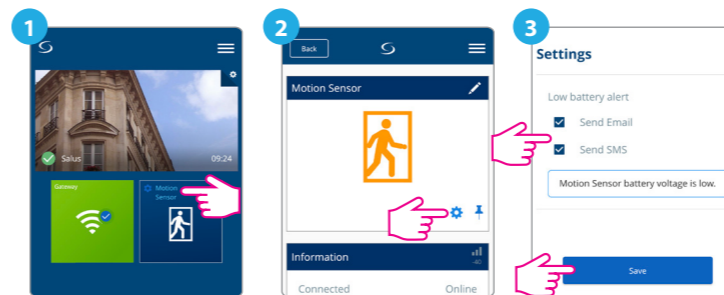 1
Salus
09:24
Gateway
Motion
Sensor
2
Back
Motion Sensor
Information
-40
Connected Online
3
Settings
Low battery alert
Send Email
Send SMS
Motion Sensor battery voltage is low.
Save